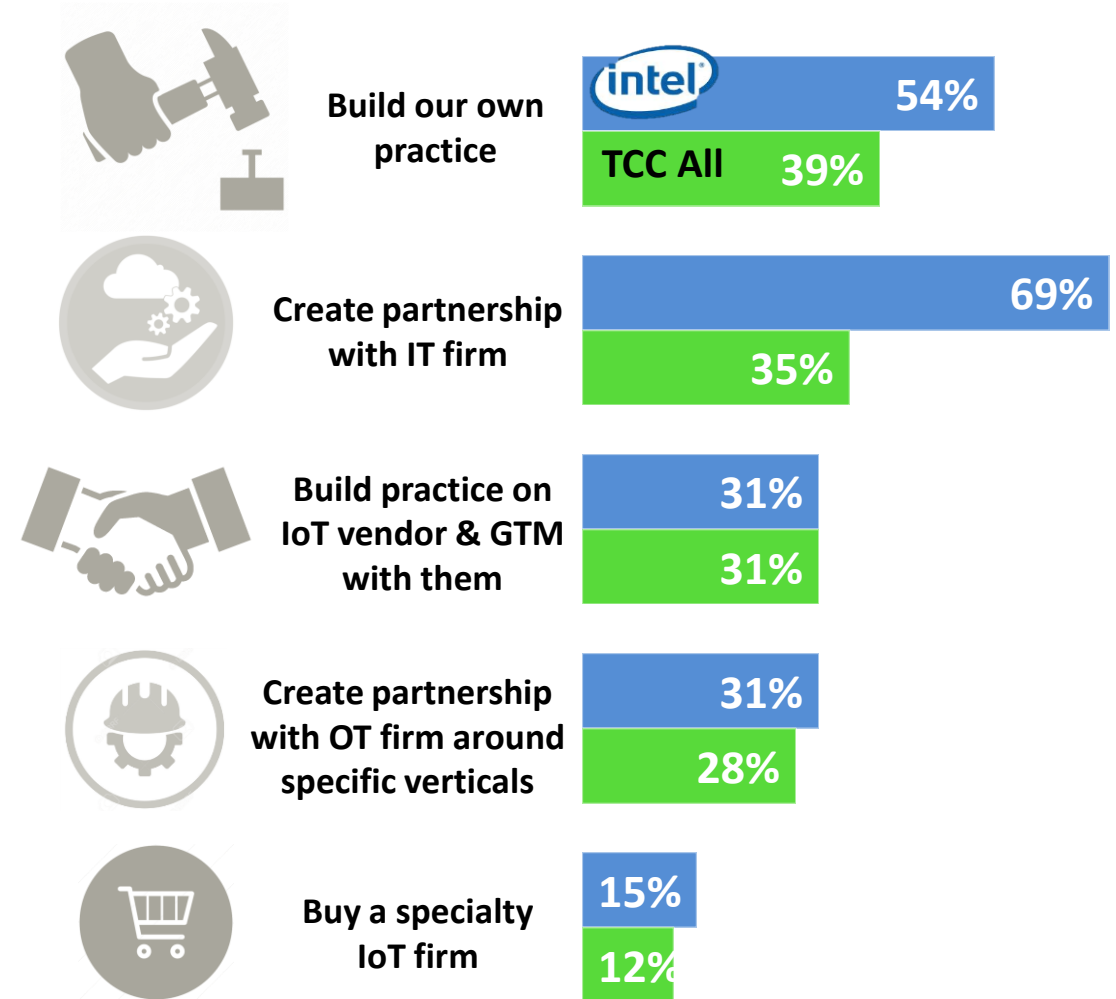 Build our own
practice
intel
54%
TCC All
39%
Create partnership
with IT firm
69%
35%
Build practice on
IoT vendor & GTM
with them
31%
31%
Create partnership
with OT firm around
specific verticals
31%
28%
Buy a specialty
IoT firm
15%
12%